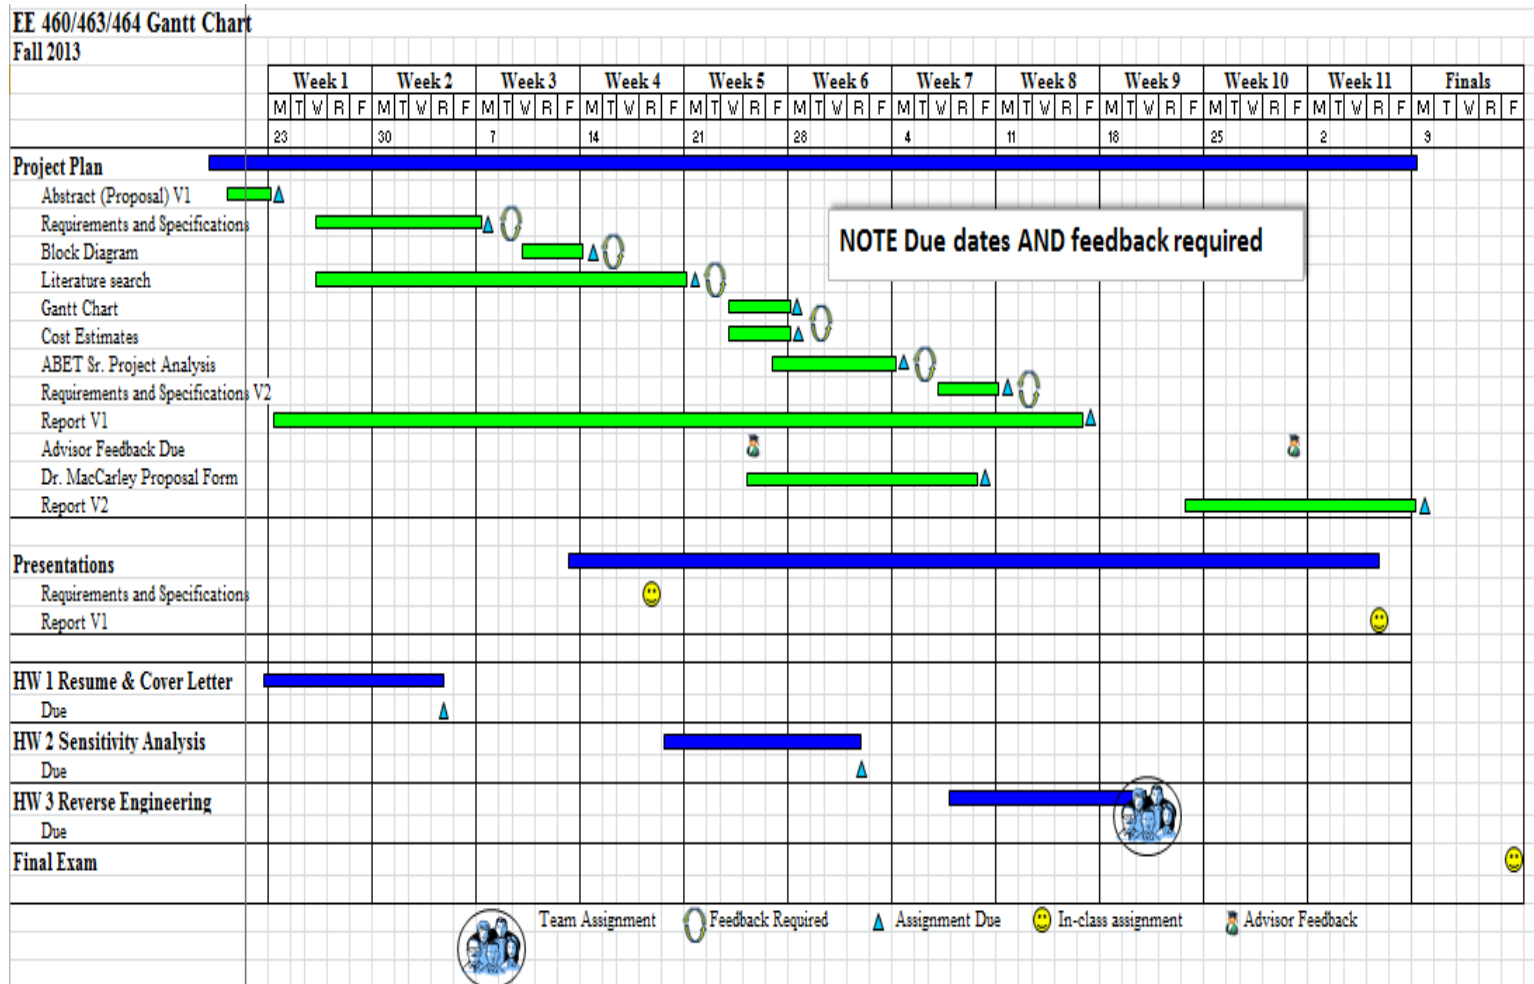 EE 460/463/464 Gantt Chart
Fall 2013
Week 1 Week 2 Week 3 Week 4 Week 5 Week 6 Week 7 Week 8 Week 9 Week 10 Week 11 Finals
M T W R F M T W R F M T W R F M T W R F M T W R F M T W R F M T W R F M T W R F M T W R F M T W R F M T W R F M T W R F
23 30 7 14 21 28 4 11 18 25 2 9
Project Plan
Abstract (Proposal) V1
Requirements and Specifications
NOTE Due dates AND feedback required
Block Diagram
Literature search
Gantt Chart
Cost Estimates
ABET Sr. Project Analysis
Requirements and Specifications V2
Report V1
Advisor Feedback Due
Dr. MacCarley Proposal Form
Report V2
Presentations
Requirements and Specifications
Report V1
HW 1 Resume & Cover Letter
Due
HW 2 Sensitivity Analysis
Due
HW 3 Reverse Engineering
Due
Final Exam
Team Assignment Feedback Required Assignment Due In-class assignment Advisor Feedback